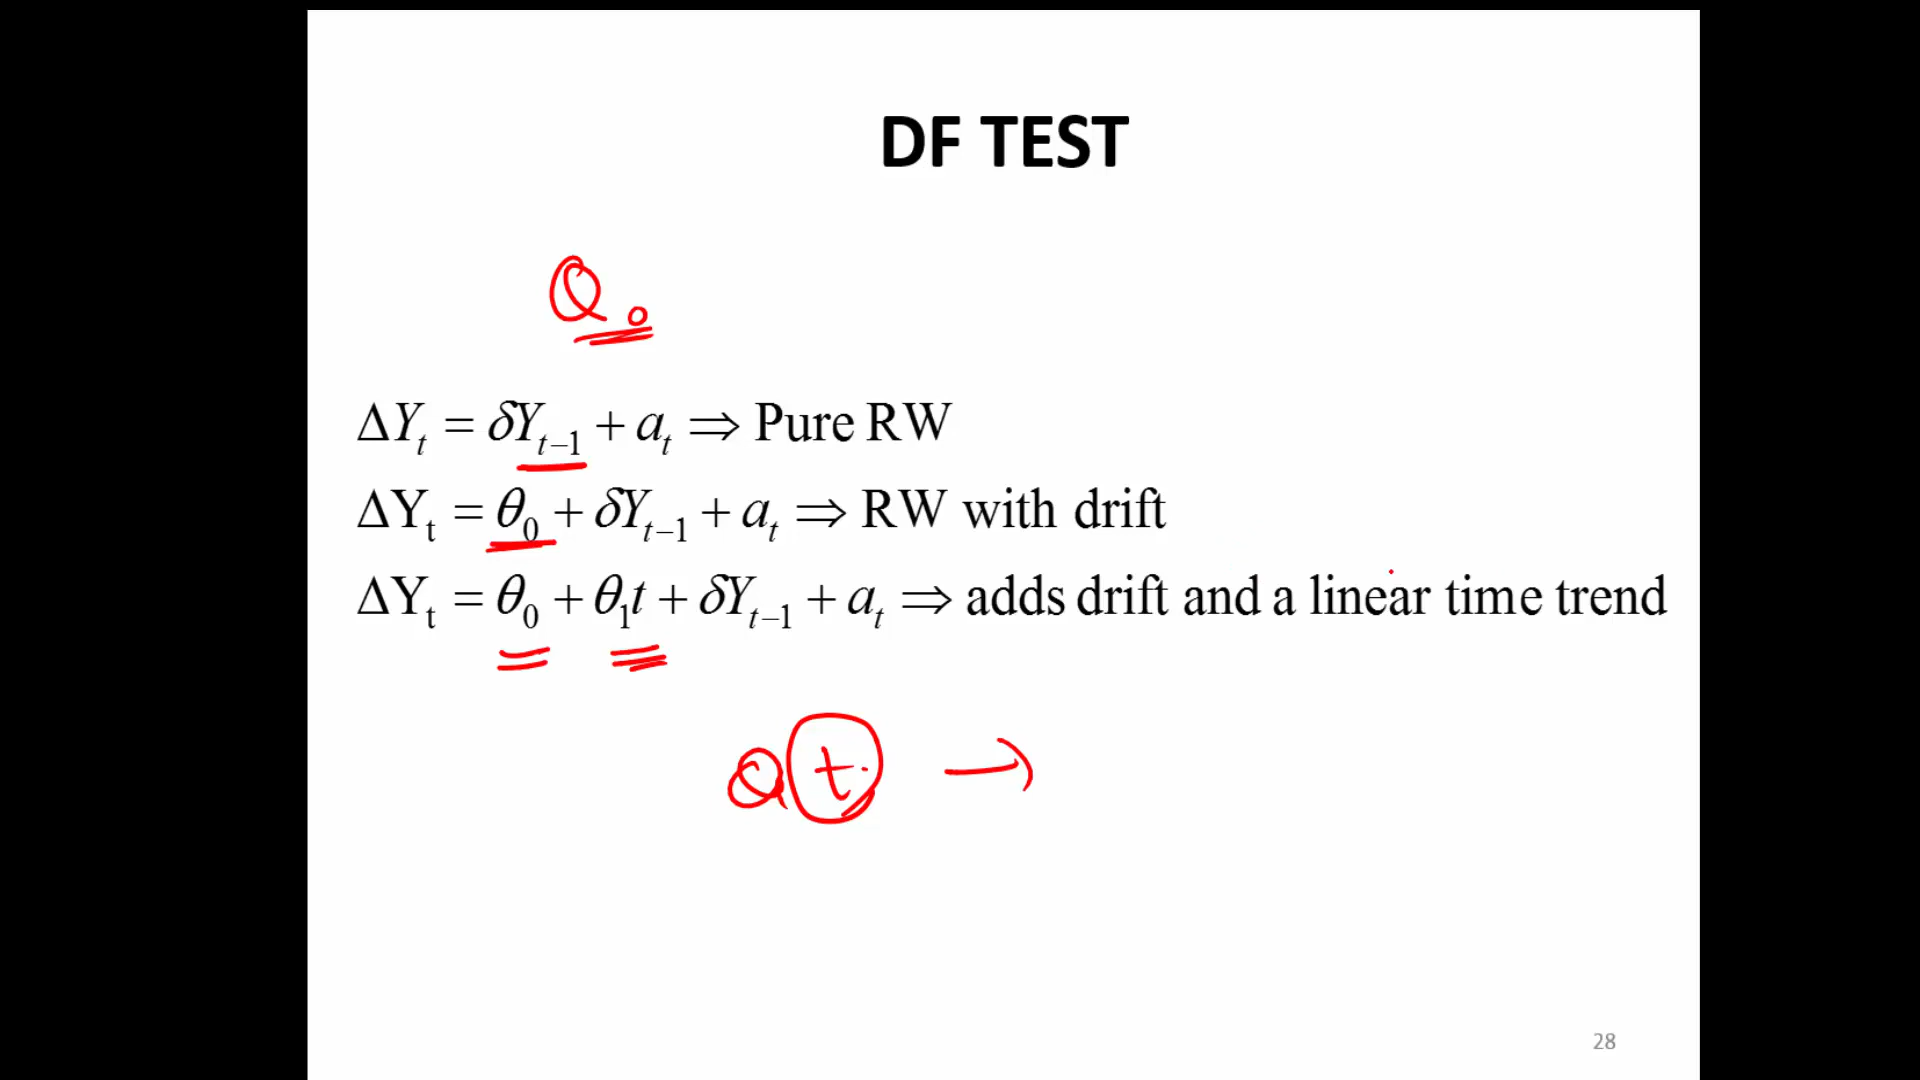 DF TEST
θ₀
ΔYₜ = δYₜ₋₁ + aₜ ⇒ Pure RW
ΔYₜ = θ₀ + δYₜ₋₁ + aₜ ⇒ RW with drift
ΔYₜ = θ₀ + θ₁t + δYₜ₋₁ + aₜ ⇒ adds drift and a linear time trend
θ₁t →
28